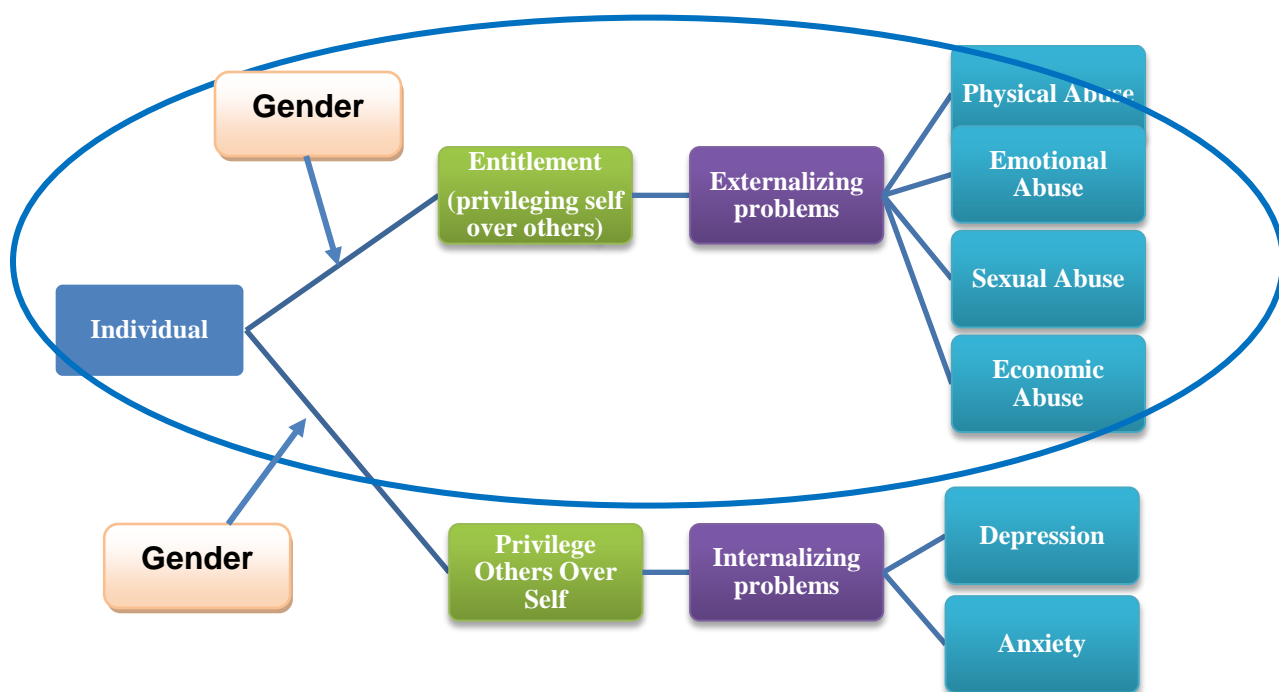 Gender
Physical Abuse
Entitlement
(privileging self
over others)
Externalizing
problems
Emotional
Abuse
Sexual Abuse
Individual
Economic
Abuse
Gender
Privilege
Others Over
Self
Internalizing
problems
Depression
Anxiety